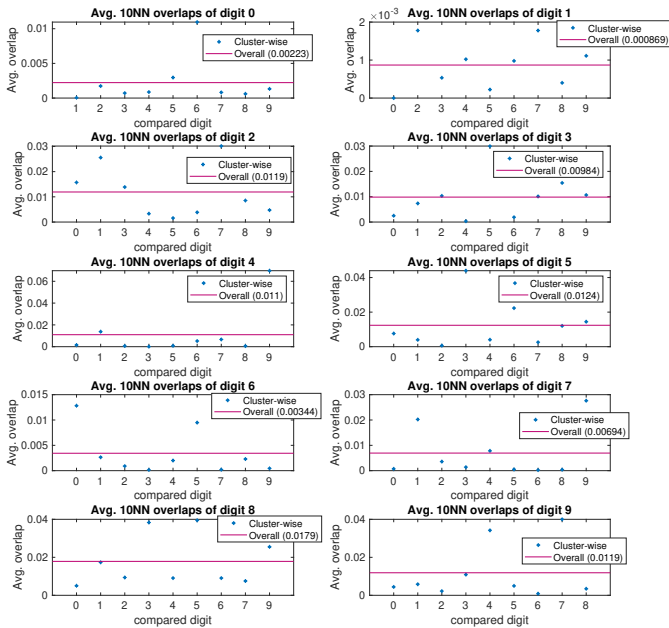 Avg. 10NN overlaps of digit 0
Avg. overlap
0.01
0.005
0
Cluster-wise
Overall (0.00223)
1 2 3 4 5 6 7 8 9
compared digit
Avg. 10NN overlaps of digit 1
×10⁻³
Avg. overlap
2
1
0
Cluster-wise
Overall (0.000869)
0 2 3 4 5 6 7 8 9
compared digit
Avg. 10NN overlaps of digit 2
Avg. overlap
0.03
0.02
0.01
0
Cluster-wise
Overall (0.0119)
0 1 3 4 5 6 7 8 9
compared digit
Avg. 10NN overlaps of digit 3
Avg. overlap
0.03
0.02
0.01
0
Cluster-wise
Overall (0.00984)
0 1 2 4 5 6 7 8 9
compared digit
Avg. 10NN overlaps of digit 4
Avg. overlap
0.06
0.04
0.02
0
Cluster-wise
Overall (0.011)
0 1 2 3 5 6 7 8 9
compared digit
Avg. 10NN overlaps of digit 5
Avg. overlap
0.04
0.02
0
Cluster-wise
Overall (0.0124)
0 1 2 3 4 6 7 8 9
compared digit
Avg. 10NN overlaps of digit 6
Avg. overlap
0.015
0.01
0.005
0
Cluster-wise
Overall (0.00344)
0 1 2 3 4 5 7 8 9
compared digit
Avg. 10NN overlaps of digit 7
Avg. overlap
0.03
0.02
0.01
0
Cluster-wise
Overall (0.00694)
0 1 2 3 4 5 6 8 9
compared digit
Avg. 10NN overlaps of digit 8
Avg. overlap
0.04
0.02
0
Cluster-wise
Overall (0.0179)
0 1 2 3 4 5 6 7 9
compared digit
Avg. 10NN overlaps of digit 9
Avg. overlap
0.04
0.02
0
Cluster-wise
Overall (0.0119)
0 1 2 3 4 5 6 7 8
compared digit